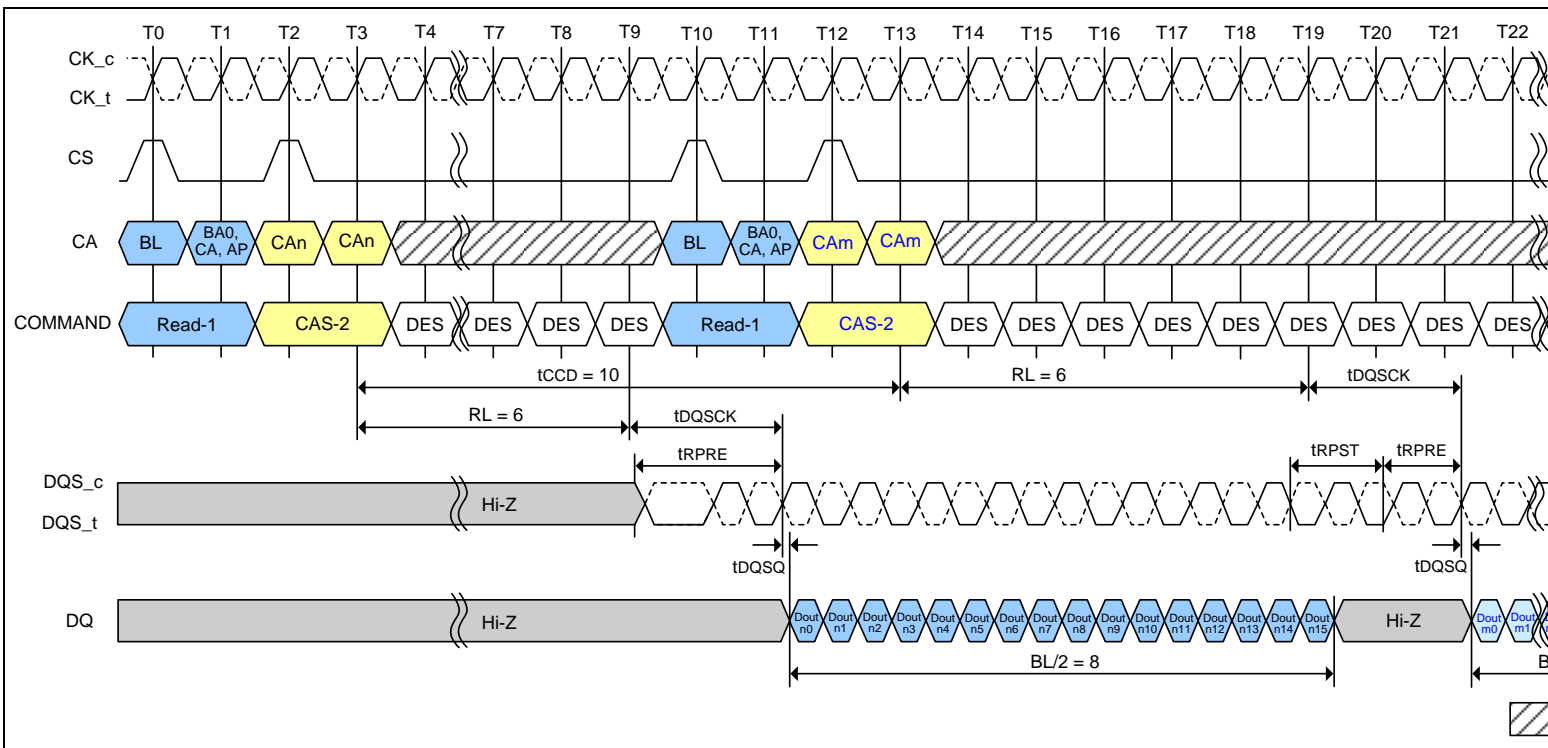 T0 T1 T2 T3 T4 T7 T8 T9 T10 T11 T12 T13 T14 T15 T16 T17 T18 T19 T20 T21 T22
CK_c
CK_t
CS
CA BL BA0, CA, AP CAn CAn BL BA0, CA, AP CAm CAm
COMMAND Read-1 CAS-2 DES DES DES DES Read-1 CAS-2 DES DES DES DES DES DES DES DES DES
tCCD = 10 RL = 6 tDQSCK
RL = 6 tDQSCK
tRPRE tRPST tRPRE
DQS_c
Hi-Z
DQS_t
tDQSQ tDQSQ
DQ Hi-Z Dout n0 Dout n1 Dout n2 Dout n3 Dout n4 Dout n5 Dout n6 Dout n7 Dout n8 Dout n9 Dout n10 Dout n11 Dout n12 Dout n13 Dout n14 Dout n15 Hi-Z Dout m0 Dout m1
BL/2 = 8 B